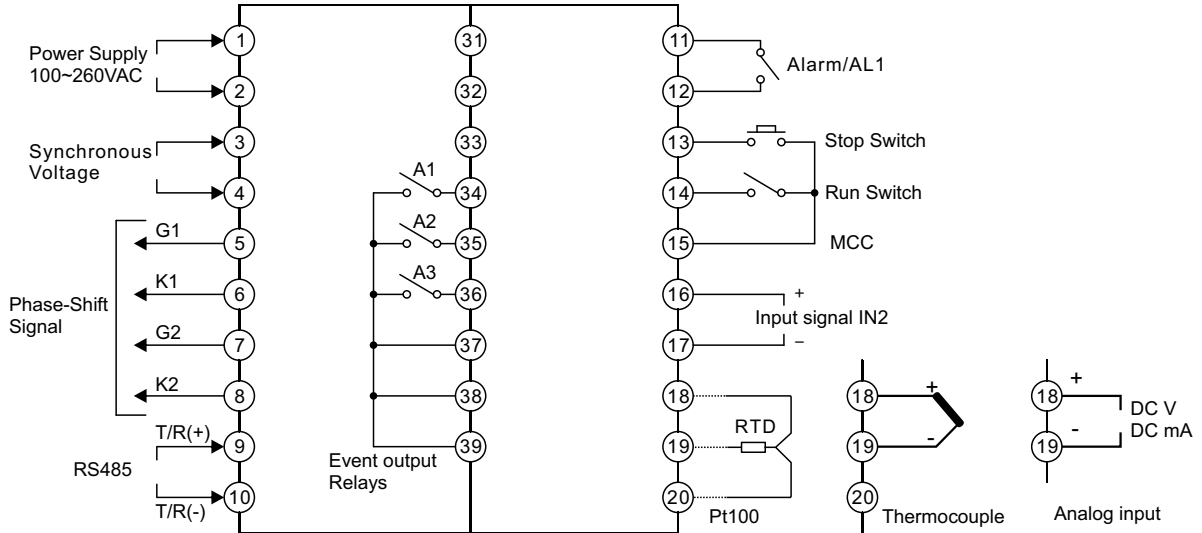 Power Supply
100~260VAC
Synchronous
Voltage
Phase-Shift
Signal
G1
K1
G2
K2
RS485
T/R(+)
T/R(-)
1
2
3
4
5
6
7
8
9
10
A1
A2
A3
Event output
Relays
31
32
33
34
35
36
37
38
39
11
12
13
14
15
16
17
18
19
20
Alarm/AL1
Stop Switch
Run Switch
MCC
+
Input signal IN2
−
RTD
Pt100
18
19
20
+
-
Thermocouple
18
19
+
-
DC V
DC mA
Analog input